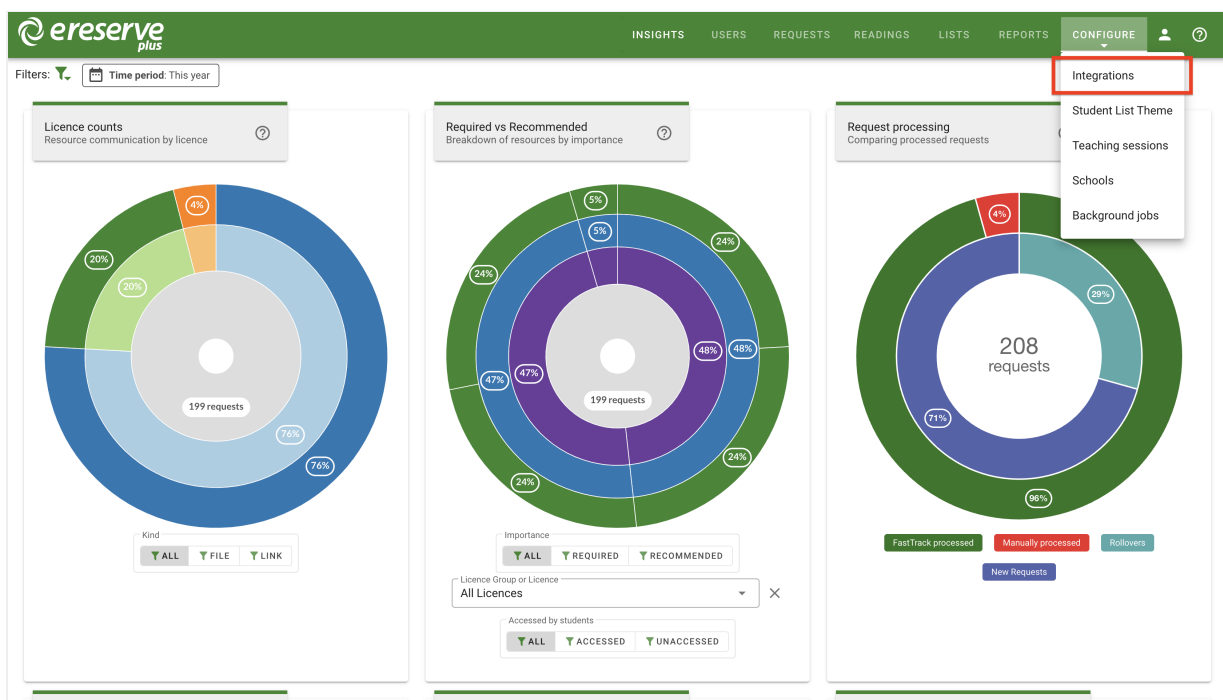 ereserve
plus
INSIGHTS USERS REQUESTS READINGS LISTS REPORTS CONFIGURE
Filters: Time period: This year
Integrations
Student List Theme
Teaching sessions
Schools
Background jobs
Licence counts
Resource communication by licence
4%
20%
20%
199 requests
76%
76%
Kind
ALL FILE LINK
Required vs Recommended
Breakdown of resources by importance
5%
5%
24%
24%
48%
48%
47%
47%
199 requests
24%
24%
Importance
ALL REQUIRED RECOMMENDED
Licence Group or Licence
All Licences
Accessed by students
ALL ACCESSED UNACCESSED
Request processing
Comparing processed requests
4%
29%
208
requests
71%
96%
FastTrack processed Manually processed Rollovers
New Requests